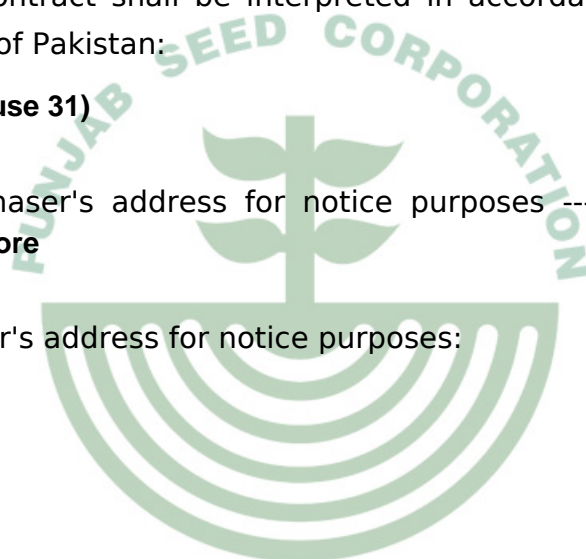 ontract shall be interpreted in accorda
of Pakistan:
use 31)
haser's address for notice purposes --
ore
r's address for notice purposes:
PUNJAB SEED CORPORATION